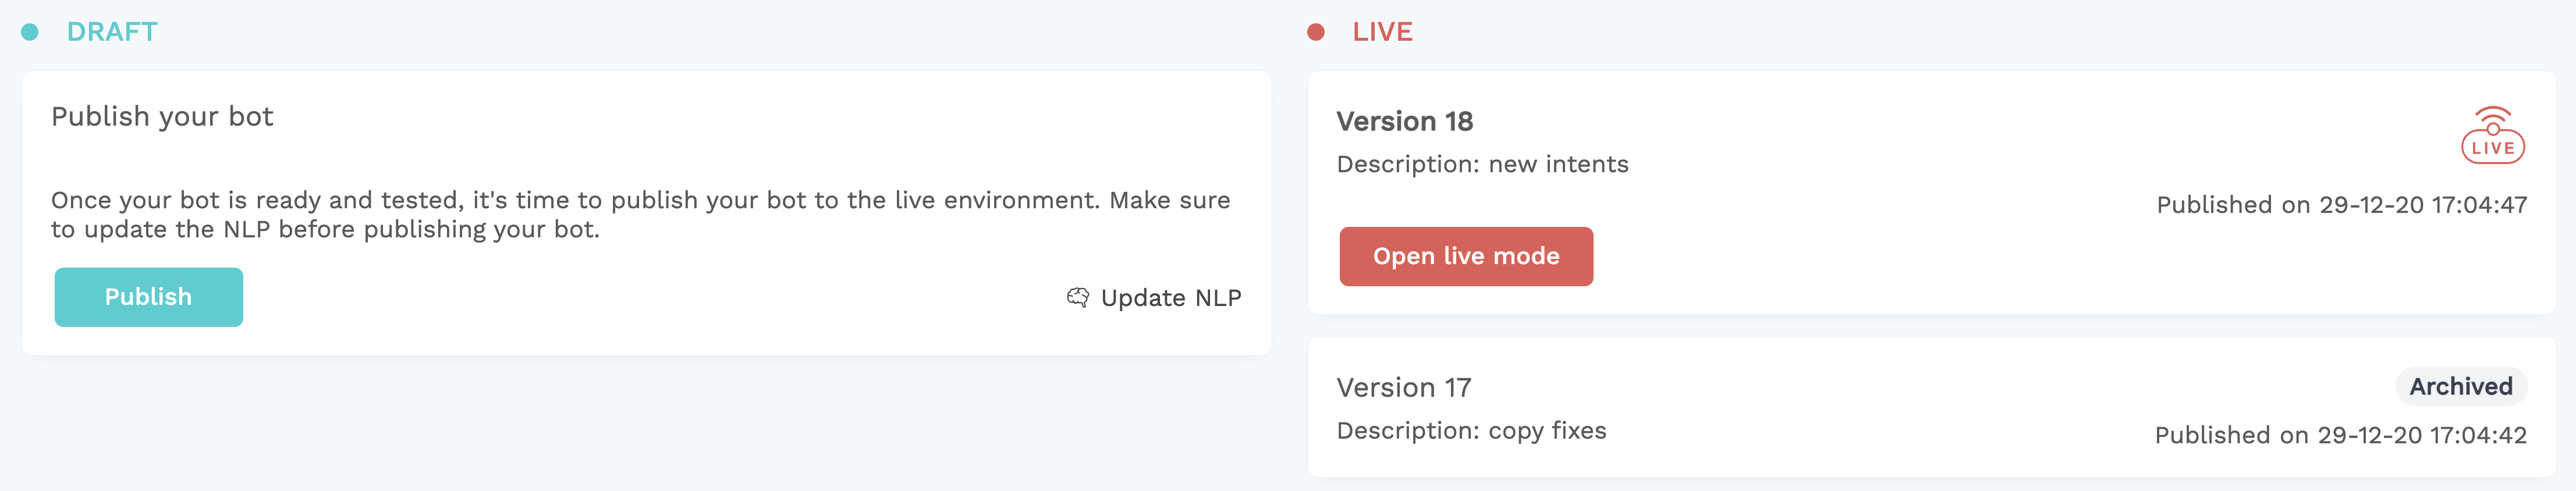 DRAFT
Publish your bot
Once your bot is ready and tested, it's time to publish your bot to the live environment. Make sure
to update the NLP before publishing your bot.
Publish
Update NLP
LIVE
Version 18
LIVE
Description: new intents
Published on 29-12-20 17:04:47
Open live mode
Version 17
Archived
Description: copy fixes
Published on 29-12-20 17:04:42